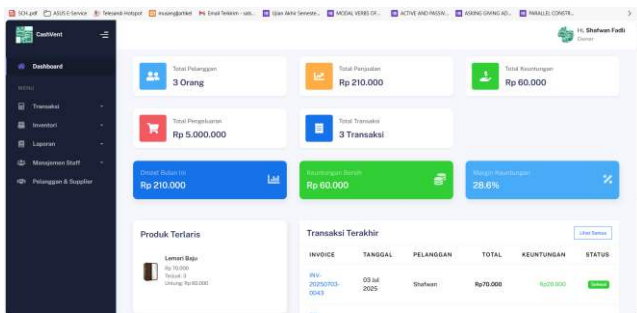 SCH.pdf
ASUS E-Service
Telesindo Hotspot
Ujian Akhir Semeste...
MODAL VERBS OF...
ACTIVE AND PASSIV...
ASKING GIVING AD...
PARALLEL CONSTR...
CashVent
Hi, Shafwan Fadli
Owner
Dashboard
MENU
Transaksi
Inventori
Laporan
Manajemen Staff
Pelanggan & Supplier
Total Pelanggan
3 Orang
Total Penjualan
Rp 210.000
Total Keuntungan
Rp 60.000
Total Pengeluaran
Rp 5.000.000
Total Transaksi
3 Transaksi
Omzet Bulan Ini
Rp 210.000
Keuntungan Bersih
Rp 60.000
Margin Keuntungan
28.6%
Produk Terlaris
Lemari Baju
Rp 70.000
Terjual: 3
Untung: Rp 60.000
Transaksi Terakhir
Lihat Semua
INVOICE TANGGAL PELANGGAN TOTAL KEUNTUNGAN STATUS
INV-
20250703-
0043
03 Jul
2025
Shafwan
Rp70.000
Rp20.000
Selesai